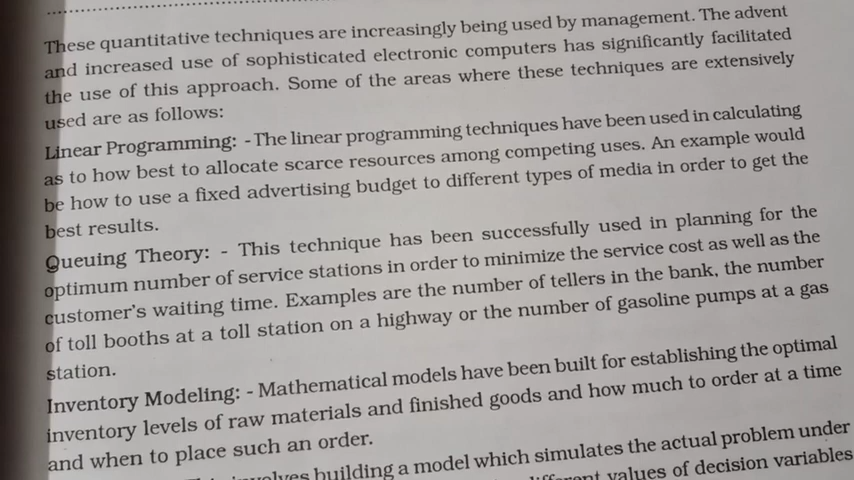 These quantitative techniques are increasingly being used by management. The advent
and increased use of sophisticated electronic computers has significantly facilitated
the use of this approach. Some of the areas where these techniques are extensively
used are as follows:
Linear Programming: - The linear programming techniques have been used in calculating
as to how best to allocate scarce resources among competing uses. An example would
be how to use a fixed advertising budget to different types of media in order to get the
best results.
Queuing Theory: - This technique has been successfully used in planning for the
optimum number of service stations in order to minimize the service cost as well as the
customer's waiting time. Examples are the number of tellers in the bank, the number
of toll booths at a toll station on a highway or the number of gasoline pumps at a gas
station.
Inventory Modeling: - Mathematical models have been built for establishing the optimal
inventory levels of raw materials and finished goods and how much to order at a time
and when to place such an order.
involves building a model which simulates the actual problem under
values of decision variables